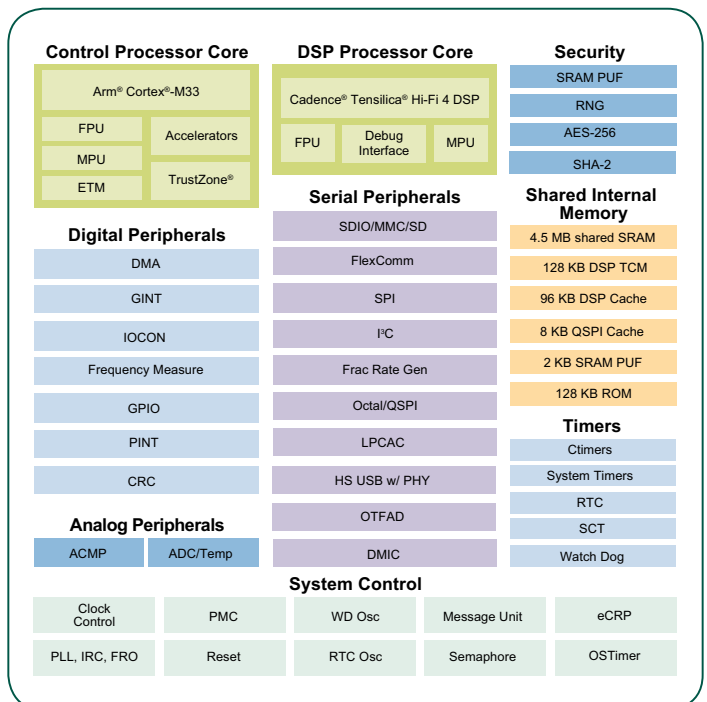 Control Processor Core
Arm® Cortex®-M33
FPU
MPU
ETM
Accelerators
TrustZone®
DSP Processor Core
Cadence® Tensilica® Hi-Fi 4 DSP
FPU
Debug
Interface
MPU
Security
SRAM PUF
RNG
AES-256
SHA-2
Digital Peripherals
DMA
GINT
IOCON
Frequency Measure
GPIO
PINT
CRC
Serial Peripherals
SDIO/MMC/SD
FlexComm
SPI
I³C
Frac Rate Gen
Octal/QSPI
LPCAC
HS USB w/ PHY
OTFAD
DMIC
Shared Internal
Memory
4.5 MB shared SRAM
128 KB DSP TCM
96 KB DSP Cache
8 KB QSPI Cache
2 KB SRAM PUF
128 KB ROM
Timers
Ctimers
System Timers
RTC
SCT
Watch Dog
Analog Peripherals
ACMP
ADC/Temp
System Control
Clock
Control
PMC
WD Osc
Message Unit
eCRP
PLL, IRC, FRO
Reset
RTC Osc
Semaphore
OSTimer